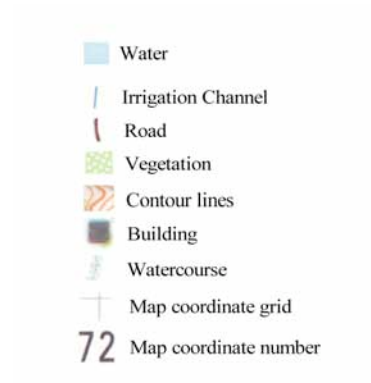 Water
Irrigation Channel
Road
Vegetation
Contour lines
Building
Watercourse
Map coordinate grid
72 Map coordinate number